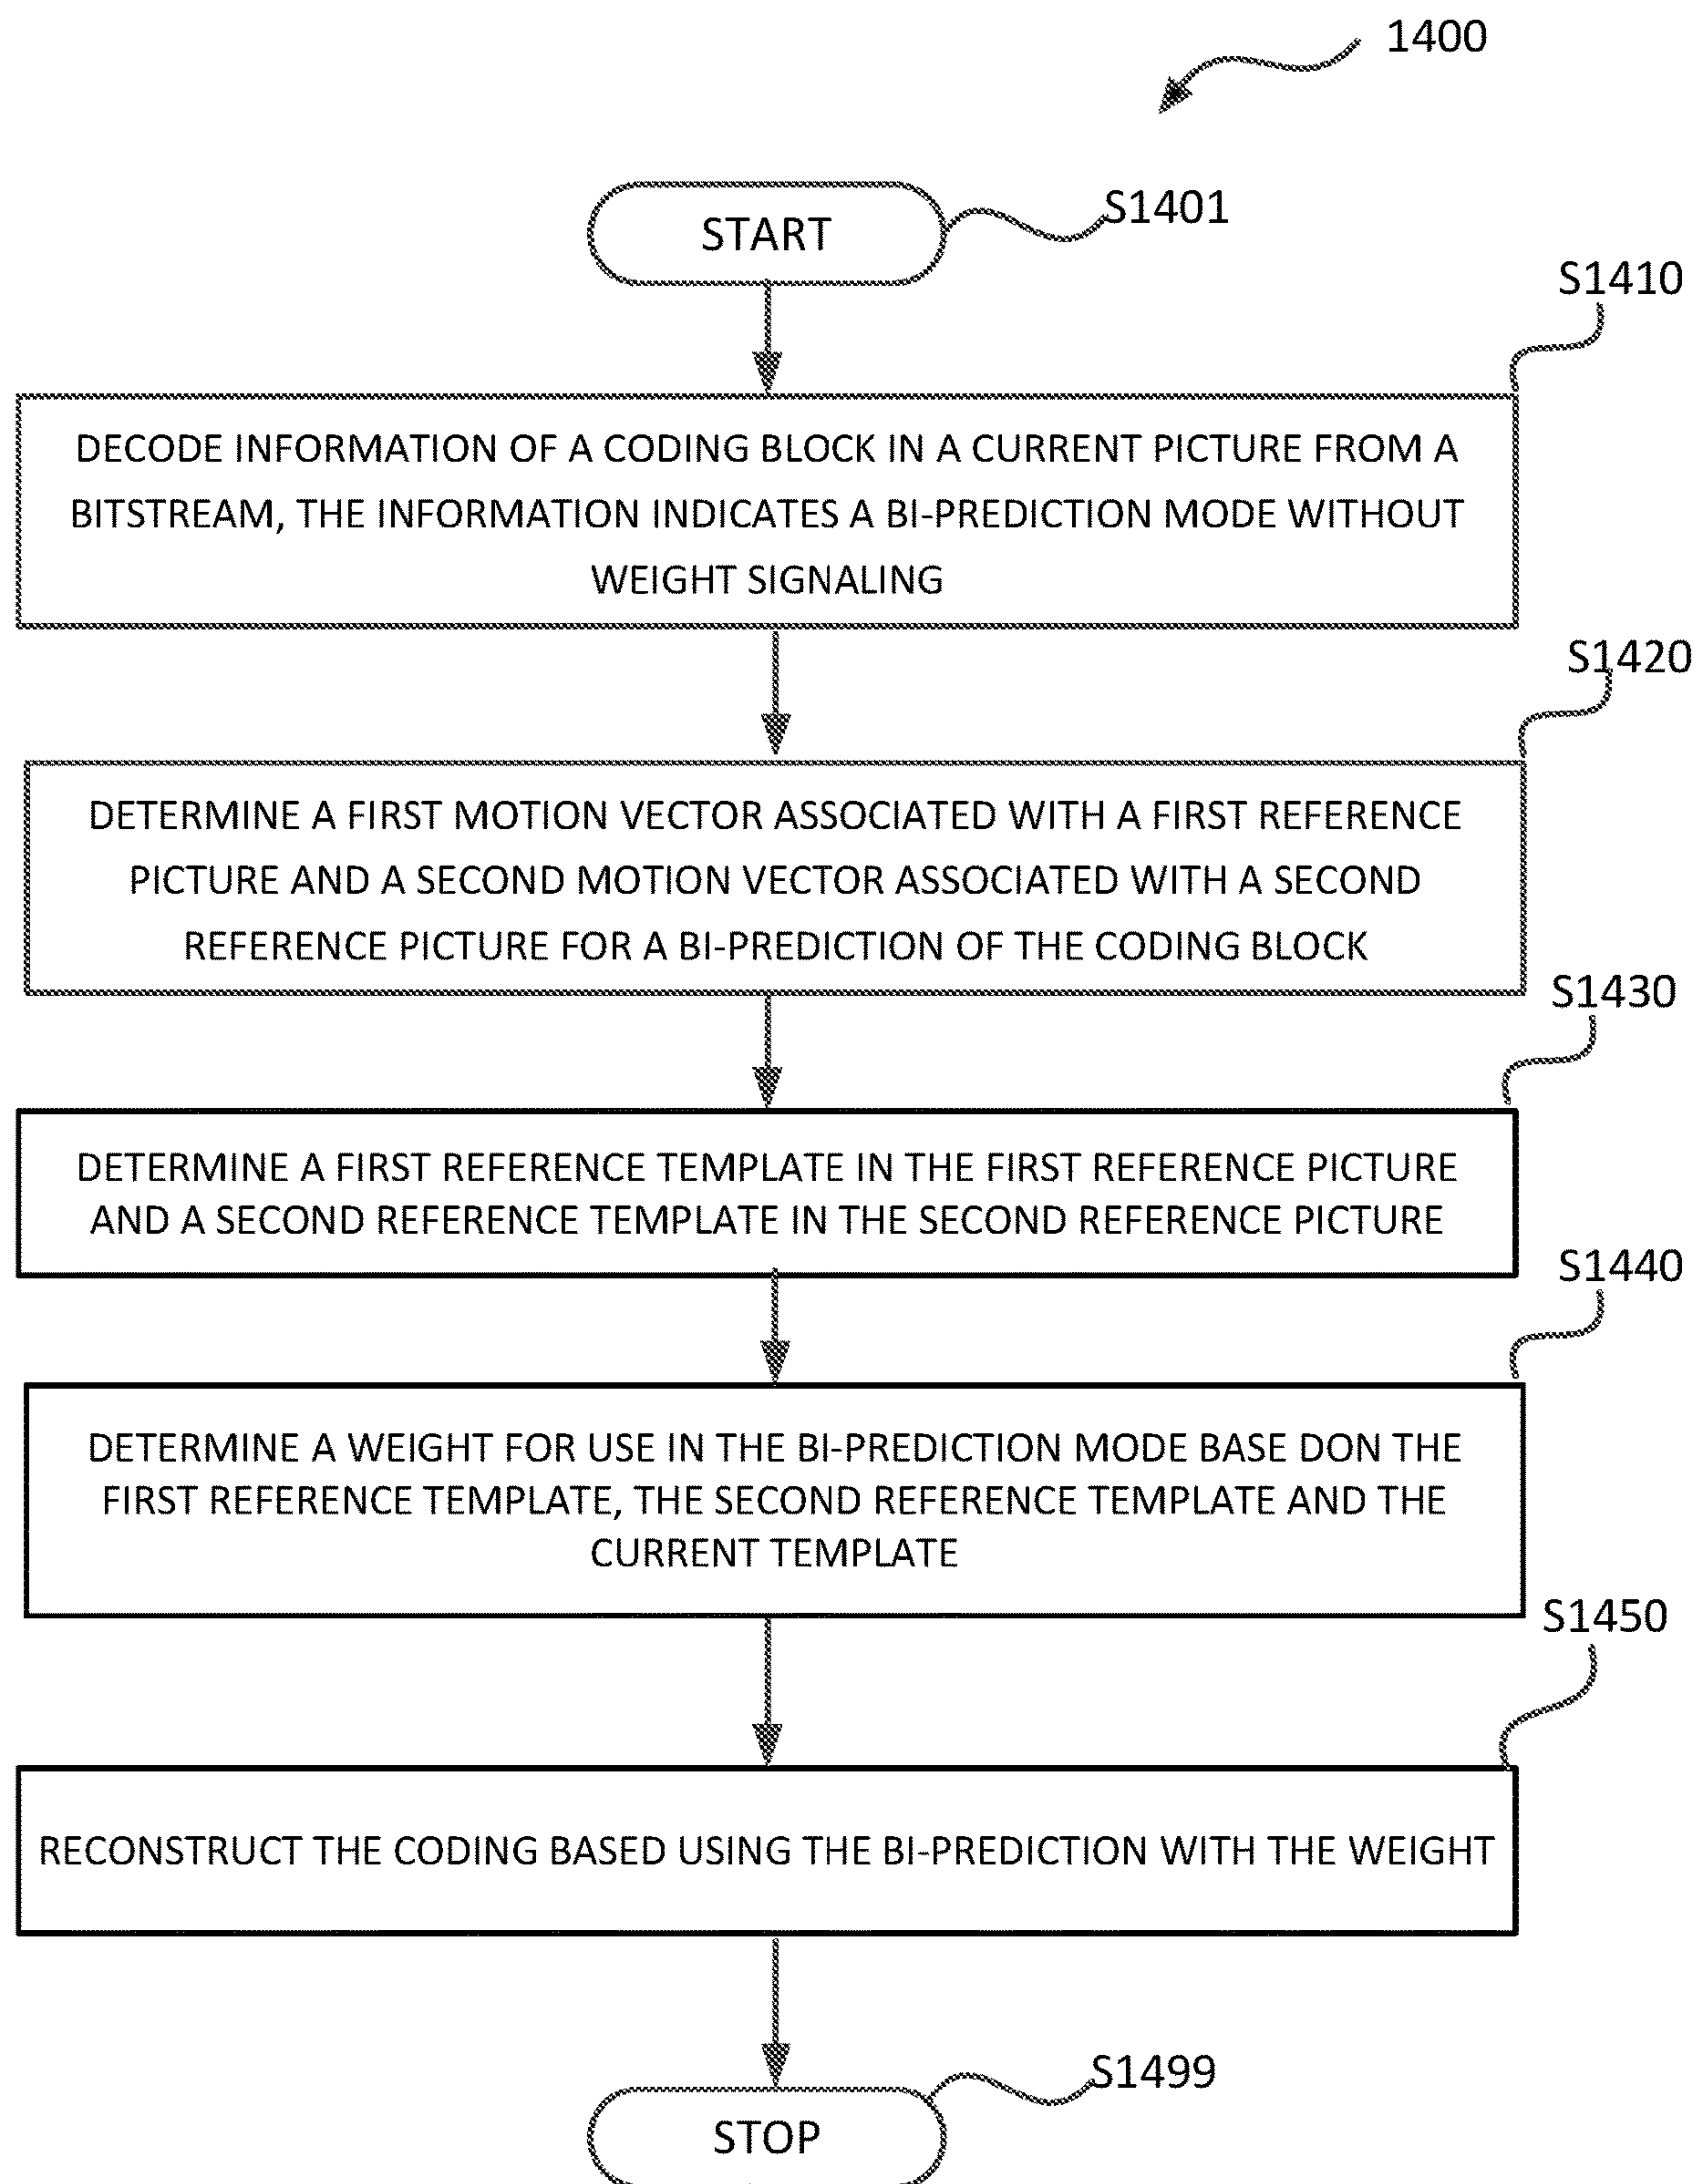 1400
START
S1401
S1410
DECODE INFORMATION OF A CODING BLOCK IN A CURRENT PICTURE FROM A
BITSTREAM, THE INFORMATION INDICATES A BI-PREDICTION MODE WITHOUT
WEIGHT SIGNALING
S1420
DETERMINE A FIRST MOTION VECTOR ASSOCIATED WITH A FIRST REFERENCE
PICTURE AND A SECOND MOTION VECTOR ASSOCIATED WITH A SECOND
REFERENCE PICTURE FOR A BI-PREDICTION OF THE CODING BLOCK
S1430
DETERMINE A FIRST REFERENCE TEMPLATE IN THE FIRST REFERENCE PICTURE
AND A SECOND REFERENCE TEMPLATE IN THE SECOND REFERENCE PICTURE
S1440
DETERMINE A WEIGHT FOR USE IN THE BI-PREDICTION MODE BASE DON THE
FIRST REFERENCE TEMPLATE, THE SECOND REFERENCE TEMPLATE AND THE
CURRENT TEMPLATE
S1450
RECONSTRUCT THE CODING BASED USING THE BI-PREDICTION WITH THE WEIGHT
S1499
STOP